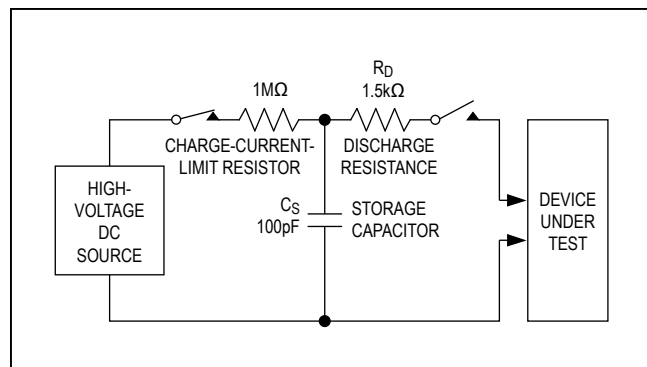 R_D
1MΩ
1.5kΩ
CHARGE-CURRENT-
LIMIT RESISTOR
DISCHARGE
RESISTANCE
HIGH-
VOLTAGE
DC
SOURCE
C_S
100pF
STORAGE
CAPACITOR
DEVICE
UNDER
TEST